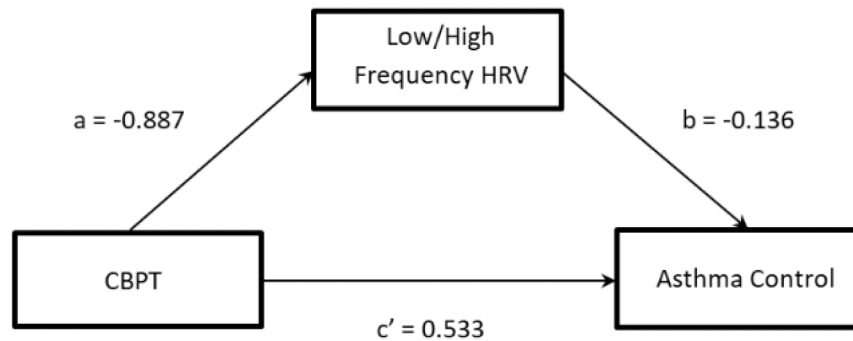 Low/High
Frequency HRV
a = -0.887
b = -0.136
CBPT
Asthma Control
c’ = 0.533